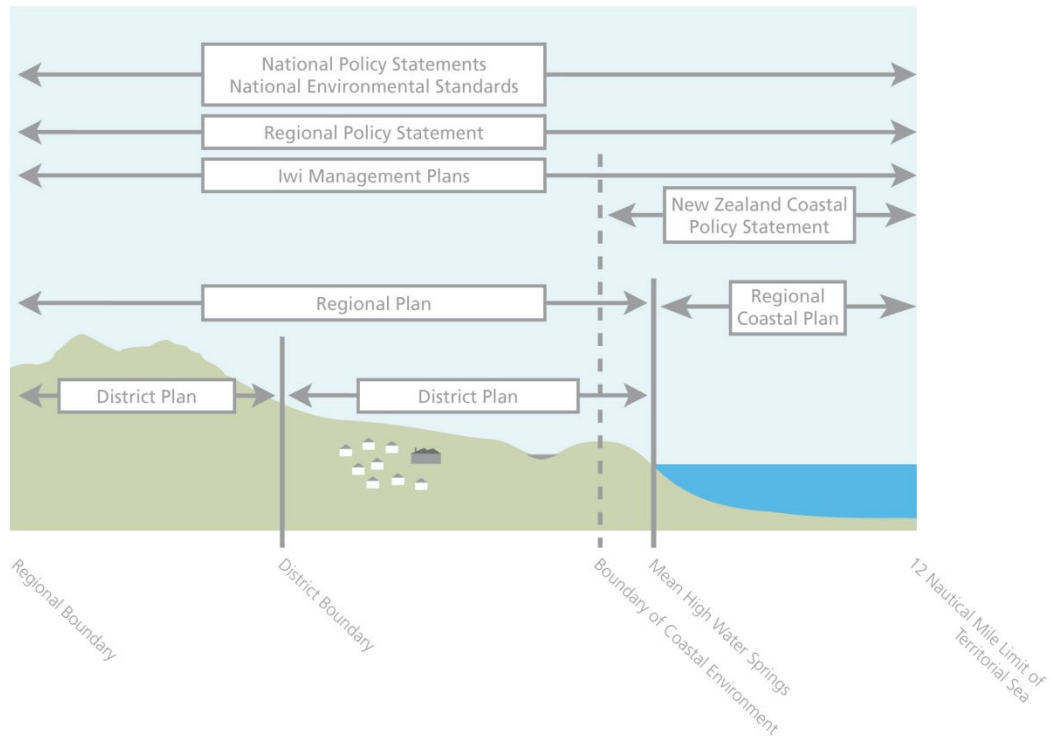 National Policy Statements
National Environmental Standards
Regional Policy Statement
Iwi Management Plans
New Zealand Coastal
Policy Statement
Regional Plan
Regional
Coastal Plan
District Plan
District Plan
Regional Boundary
District Boundary
Boundary of Coastal Environment
Mean High Water Springs
12 Nautical Mile Limit of
Territorial Sea